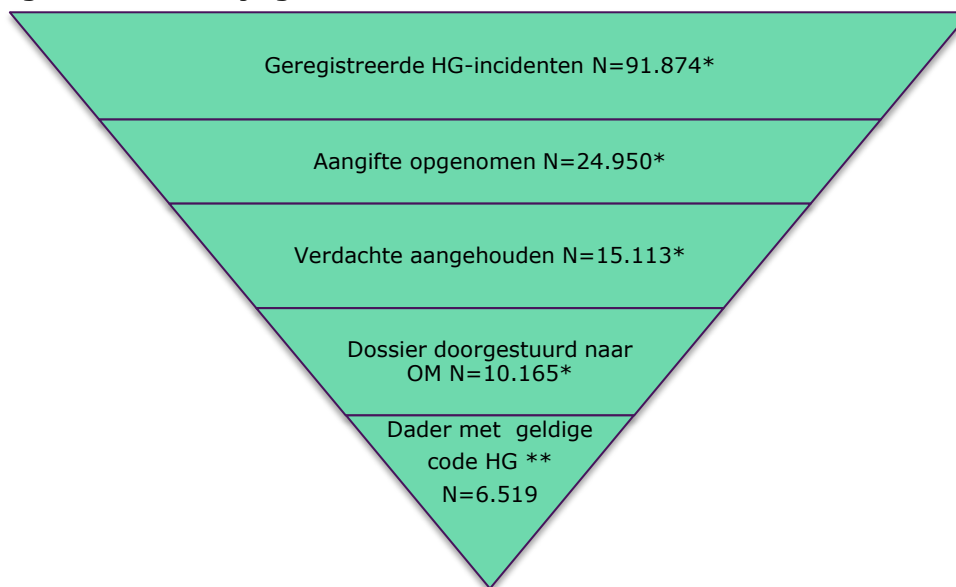 Geregistreerde HG-incidenten N=91.874*
Aangifte opgenomen N=24.950*
Verdachte aangehouden N=15.113*
Dossier doorgestuurd naar
OM N=10.165*
Dader met geldige
code HG **
N=6.519